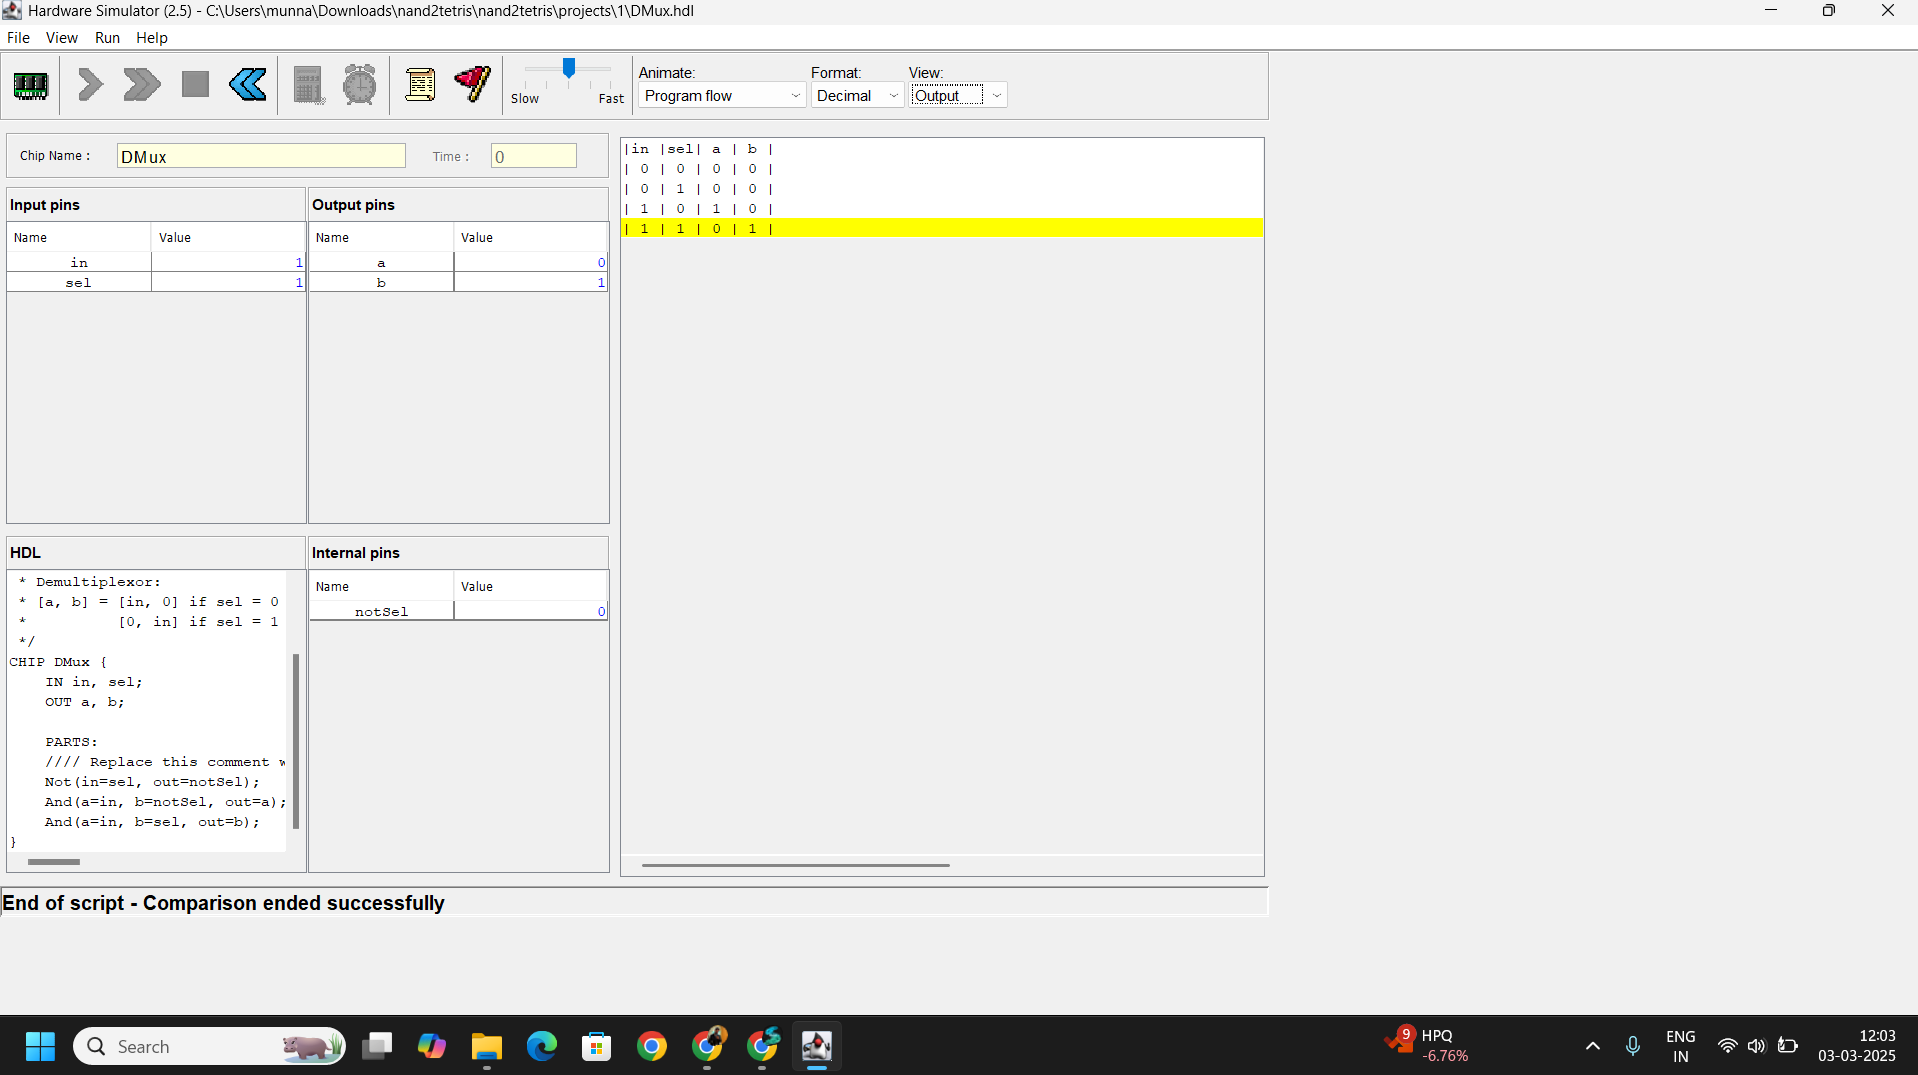 Hardware Simulator (2.5) - C:\Users\munna\Downloads\nand2tetris\nand2tetris\projects\1\DMux.hdl
File View Run Help
Slow Fast
Animate: Format: View:
Program flow Decimal Output
Chip Name : DMux Time : 0
Input pins
Name Value
in 1
sel 1
Output pins
Name Value
a 0
b 1
|in |sel| a | b |
| 0 | 0 | 0 | 0 |
| 0 | 1 | 0 | 0 |
| 1 | 0 | 1 | 0 |
| 1 | 1 | 0 | 1 |
HDL
* Demultiplexor:
* [a, b] = [in, 0] if sel = 0
* [0, in] if sel = 1
*/
CHIP DMux {
IN in, sel;
OUT a, b;
PARTS:
//// Replace this comment w
Not(in=sel, out=notSel);
And(a=in, b=notSel, out=a);
And(a=in, b=sel, out=b);
}
Internal pins
Name Value
notSel 0
End of script - Comparison ended successfully
Search
9
HPQ
-6.76%
ENG
IN
12:03
03-03-2025